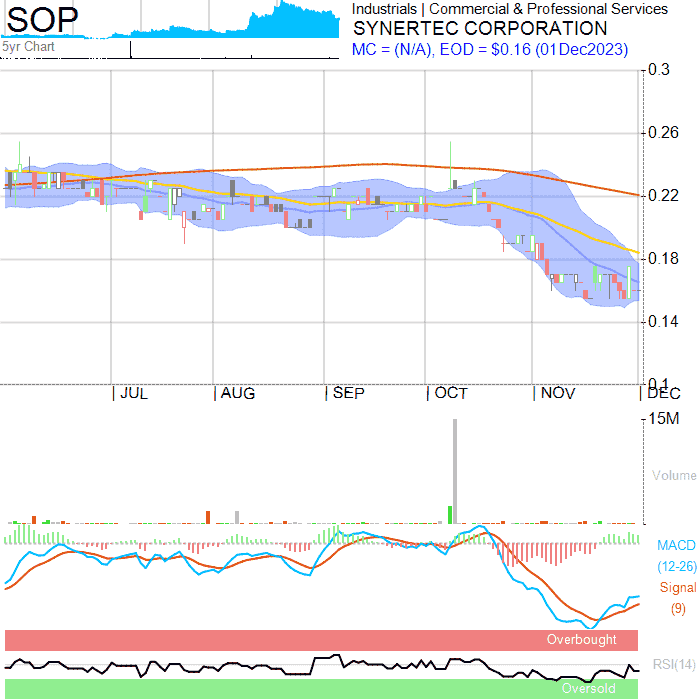 SOP
5yr Chart
Industrials | Commercial & Professional Services
SYNERTEC CORPORATION
MC = (N/A), EOD = $0.16 (01Dec2023)
0.3
0.26
0.22
0.18
0.14
0.1
JUL AUG SEP OCT NOV DEC
15M
Volume
MACD
(12-26)
Signal
(9)
Overbought
RSI(14)
Oversold